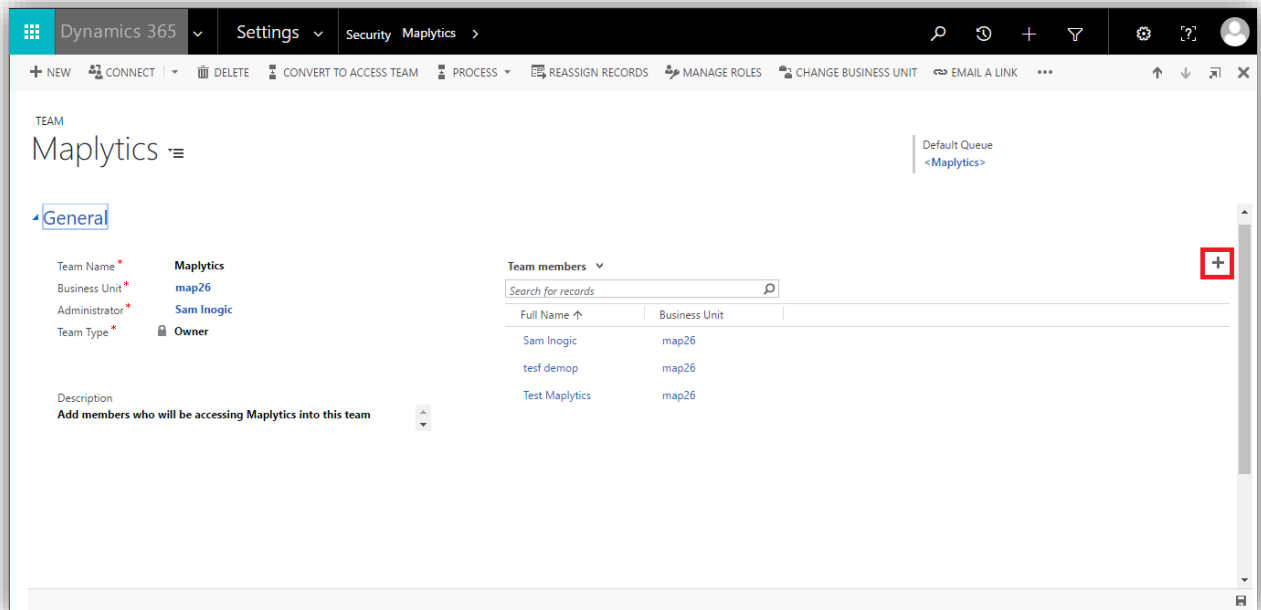 Dynamics 365 Settings Security Maplytics >
+ NEW CONNECT DELETE CONVERT TO ACCESS TEAM PROCESS REASSIGN RECORDS MANAGE ROLES CHANGE BUSINESS UNIT EMAIL A LINK •••
TEAM
Maplytics
Default Queue
<Maplytics>
General
Team Name* Maplytics
Business Unit* map26
Administrator* Sam Inogic
Team Type* Owner
Description
Add members who will be accessing Maplytics into this team
Team members
Search for records
Full Name ↑ Business Unit
Sam Inogic map26
tesf demop map26
Test Maplytics map26